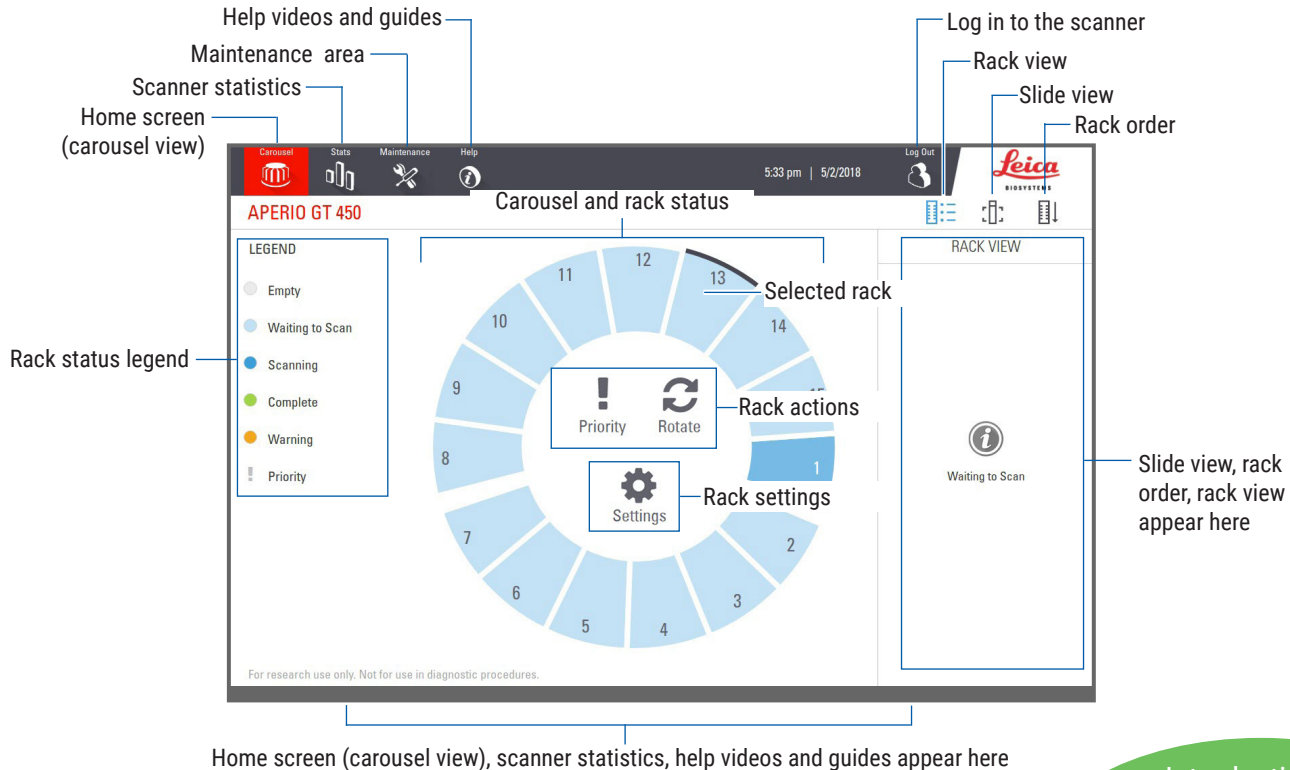 Help videos and guides
Log in to the scanner
Maintenance area
Rack view
Scanner statistics
Slide view
Home screen
(carousel view)
Rack order
Carousel
Stats
Maintenance
Help
5:33 pm | 5/2/2018
Log Out
Leica
BIOSYSTEMS
APERIO GT 450
Carousel and rack status
LEGEND
Empty
Waiting to Scan
Scanning
Complete
Warning
Priority
Rack status legend
12
11
13
Selected rack
10
14
9
15
8
1
7
2
6
3
5
4
Priority
Rotate
Rack actions
Settings
Rack settings
RACK VIEW
Waiting to Scan
Slide view, rack
order, rack view
appear here
For research use only. Not for use in diagnostic procedures.
Home screen (carousel view), scanner statistics, help videos and guides appear here